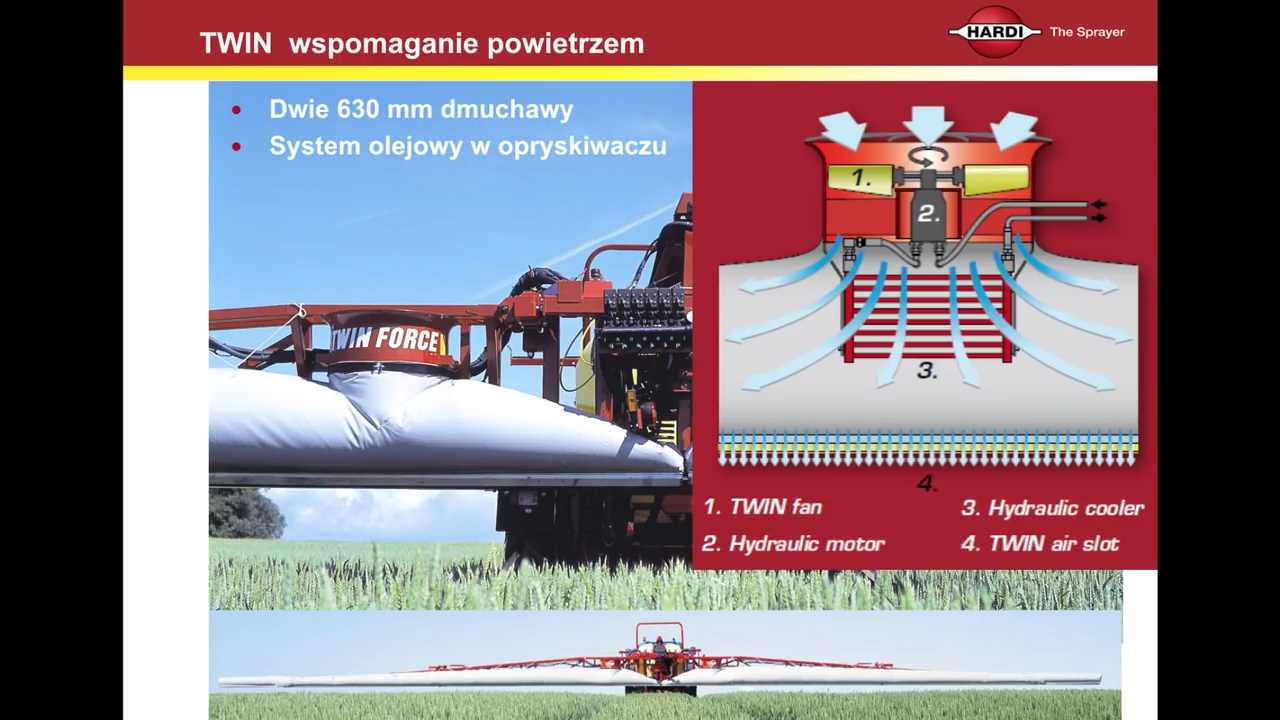 TWIN wspomaganie powietrzem
HARDI The Sprayer
• Dwie 630 mm dmuchawy
• System olejowy w opryskiwaczu
TWIN FORCE
1.
2.
3.
4.
1. TWIN fan
2. Hydraulic motor
3. Hydraulic cooler
4. TWIN air slot